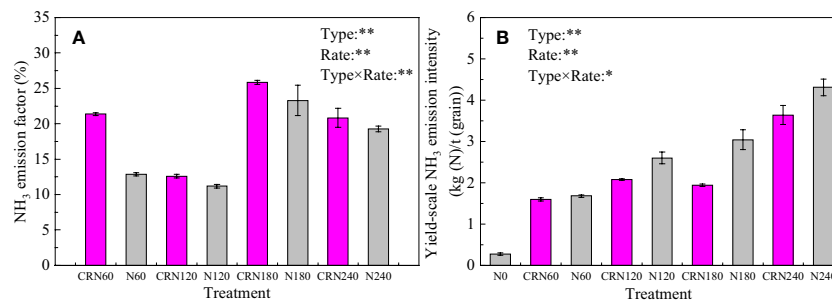 A
Type:**
Rate:**
Type×Rate:**
NH₃ emission factor (%)
35
30
25
20
15
10
5
0
CRN60 N60 CRN120 N120 CRN180 N180 CRN240 N240
Treatment
B
Type:**
Rate:**
Type×Rate:*
Yield-scale NH₃ emission intensity
(kg (N)/t (grain))
6
5
4
3
2
1
0
N0 CRN60 N60 CRN120 N120 CRN180 N180 CRN240 N240
Treatment